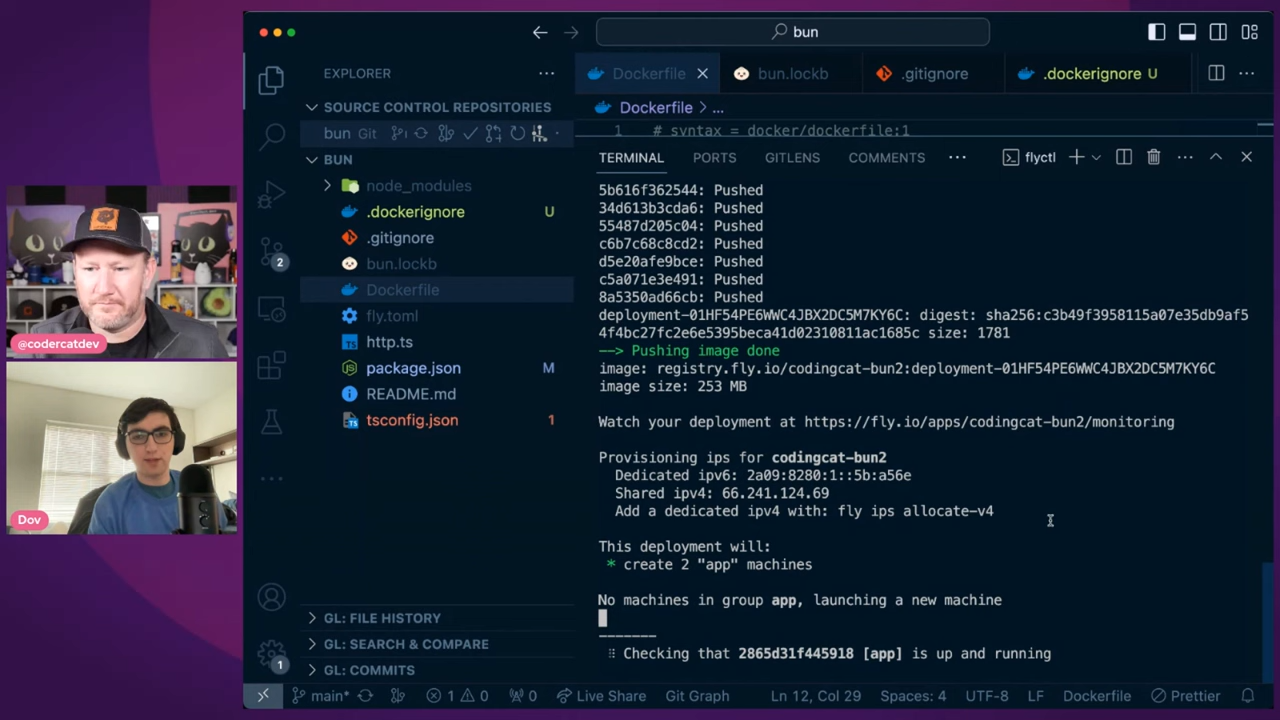 bun
EXPLORER
Dockerfile
bun.lockb
.gitignore
.dockerignore U
SOURCE CONTROL REPOSITORIES
Dockerfile > ...
bun Git
1 # syntax = docker/dockerfile:1
BUN
TERMINAL PORTS GITLENS COMMENTS flyctl
node_modules
.dockerignore U
.gitignore
2
bun.lockb
Dockerfile
fly.toml
http.ts
package.json M
README.md
tsconfig.json 1
5b616f362544: Pushed
34d613b3cda6: Pushed
55487d205c04: Pushed
c6b7c68c8cd2: Pushed
d5e20afe9bce: Pushed
c5a071e3e491: Pushed
8a5350ad66cb: Pushed
deployment-01HF54PE6WWC4JBX2DC5M7KY6C: digest: sha256:c3b49f3958115a07e35db9af5
4f4bc27fc2e6e5395beca41d02310811ac1685c size: 1781
--> Pushing image done
image: registry.fly.io/codingcat-bun2:deployment-01HF54PE6WWC4JBX2DC5M7KY6C
image size: 253 MB
Watch your deployment at https://fly.io/apps/codingcat-bun2/monitoring
Provisioning ips for codingcat-bun2
Dedicated ipv6: 2a09:8280:1::5b:a56e
Shared ipv4: 66.241.124.69
Add a dedicated ipv4 with: fly ips allocate-v4
This deployment will:
* create 2 "app" machines
No machines in group app, launching a new machine
-------
Checking that 2865d31f445918 [app] is up and running
@codercatdev
Dov
GL: FILE HISTORY
GL: SEARCH & COMPARE
1
GL: COMMITS
main* 1 0 0 Live Share Git Graph Ln 12, Col 29 Spaces: 4 UTF-8 LF Dockerfile Prettier